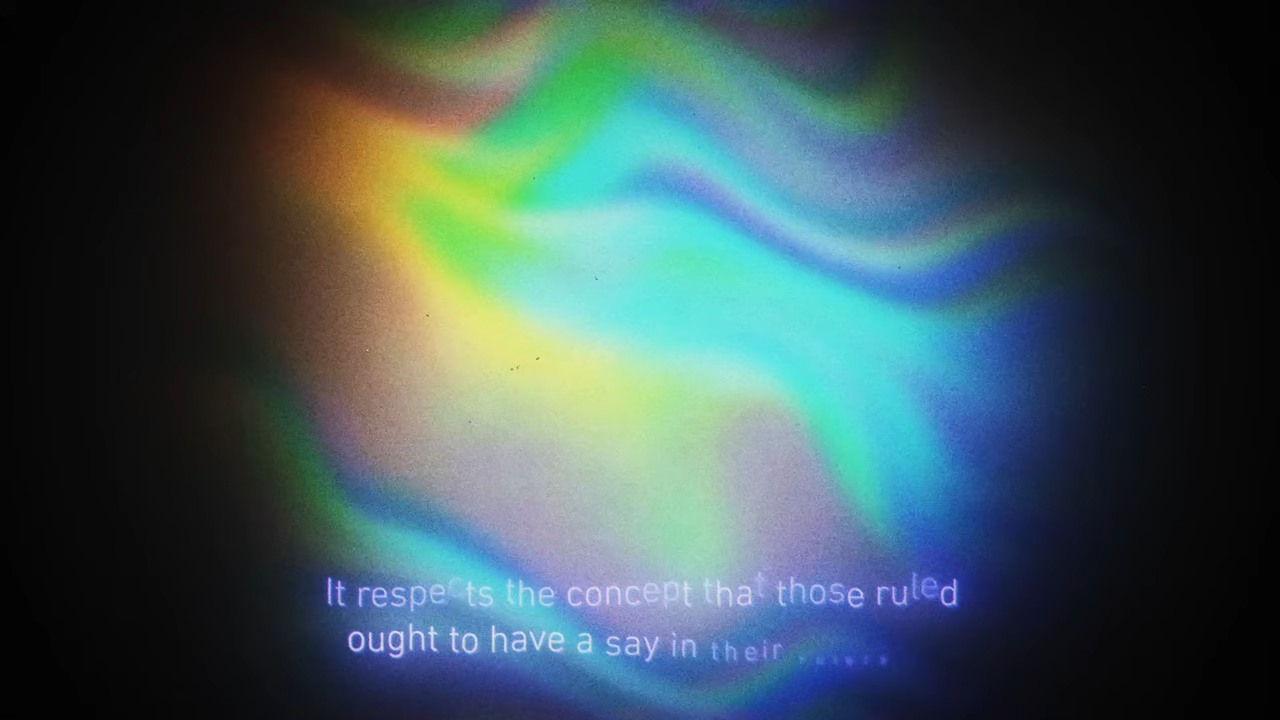 It respects the concept that those ruled
ought to have a say in their